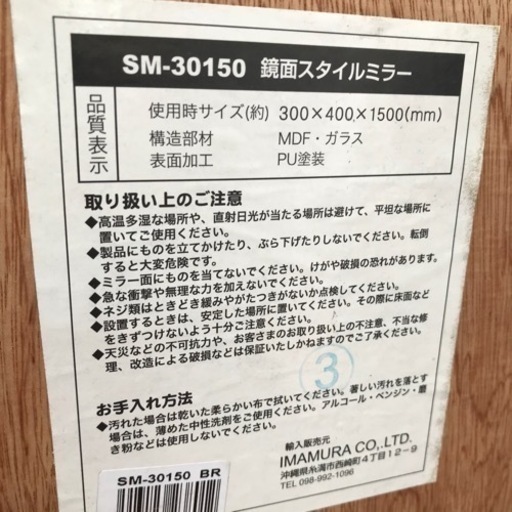 SM-30150 鏡面スタイルミラー
品質表示
使用時サイズ(約) 300×400×1500(mm)
構造部材 MDF・ガラス
表面加工 PU塗装
取り扱い上のご注意
◆高温多湿な場所や、直射日光が当たる場所は避けて、平坦な場所に
置いてご使用ください。
◆製品にものを立てかけたり、ぶら下げたりしないでください。転倒
すると大変危険です。
◆ミラー面にものを当てないでください。けがや破損の恐れがあります。
◆急な衝撃や無理な力を加えないでください。
◆ネジ類はときどき緩みやがたつきがないか点検してください。
◆設置するときは、安定した場所に置いてください。その際に床面など
をきずつけないよう十分ご注意ください。
◆天災などの不可抗力や、お客さまのお取り扱い上の不注意、不当な修
理、改造による破損などは保証いたしかねますのでご了承ください。
③
お手入れ方法
◆汚れた場合は乾いた柔らかい布で拭いてください。著しい汚れを落とす
場合は、薄めた中性洗剤をご使用ください。アルコール・ベンジン・磨
き粉などは使用しないでください。
輸入販売元
IMAMURA CO,.LTD.
沖縄県糸満市西崎町4丁目12-9
TEL 098-992-1096
SM-30150 BR